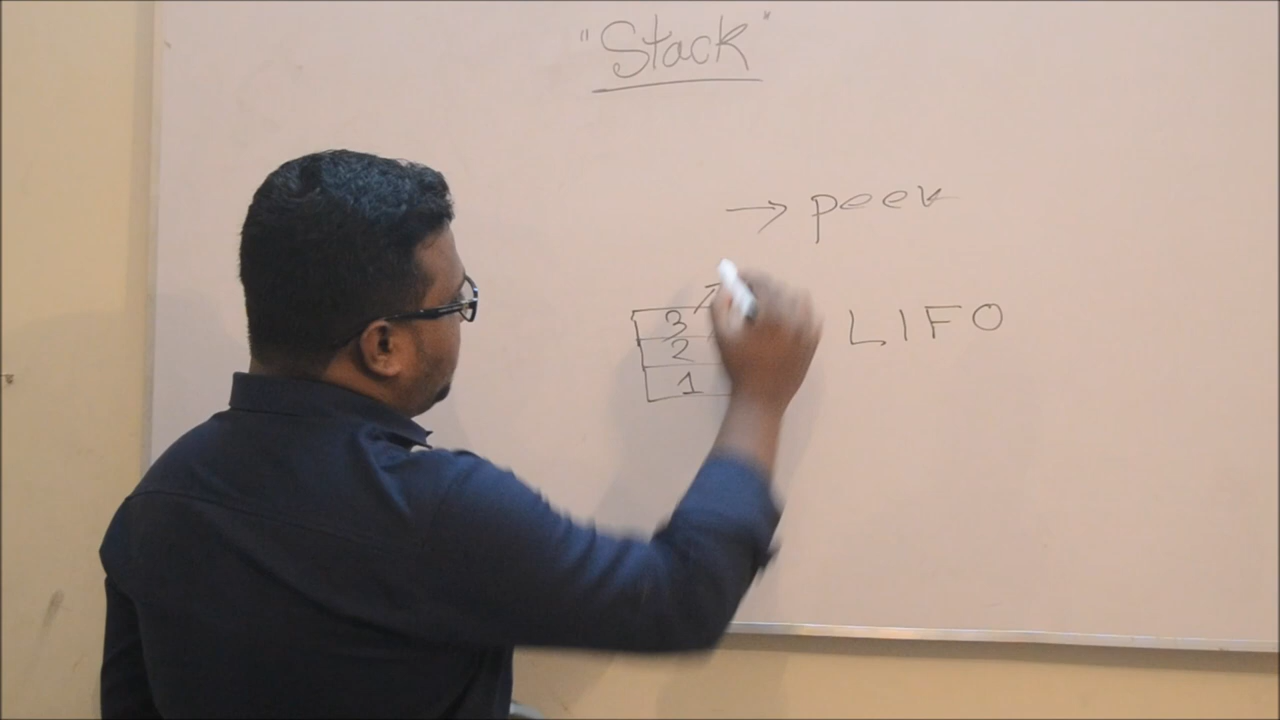 "Stack"
→ peek
3
2
1
LIFO